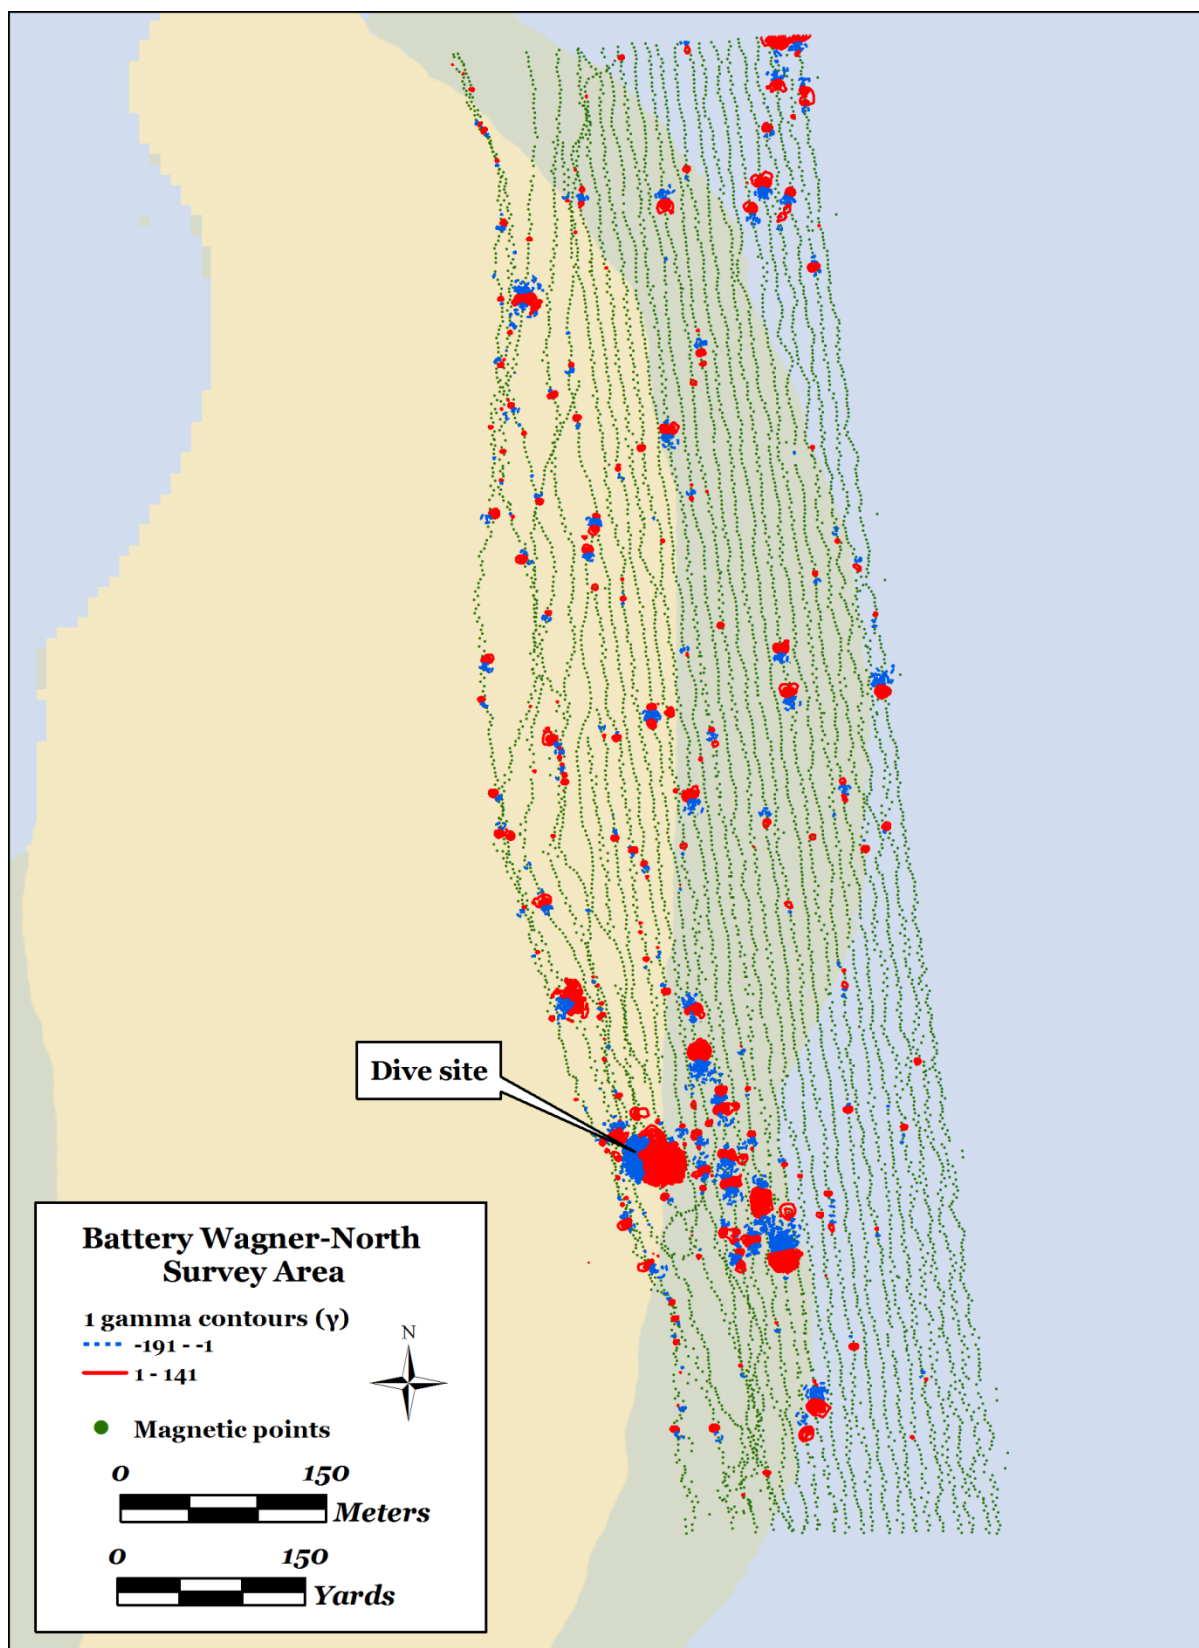 Dive site
Battery Wagner-North
Survey Area
1 gamma contours (γ)
-191 - -1
1 - 141
N
Magnetic points
0 150
Meters
0 150
Yards